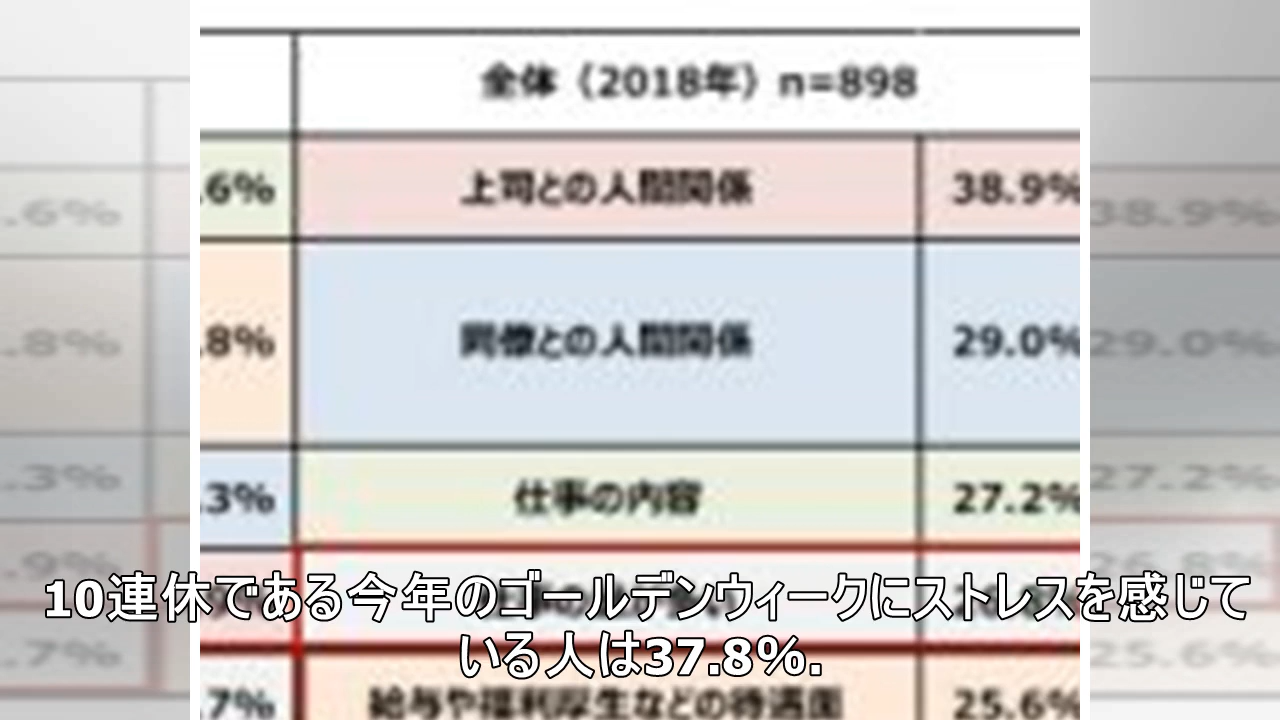 全体（2018年）n=898
.6% 上司との人間関係 38.9%
.8% 同僚との人間関係 29.0%
.3% 仕事の内容 27.2%
10連休である今年のゴールデンウィークにストレスを感じて
いる人は37.8%.
.7% 給与や福利厚生などの待遇面 25.6%